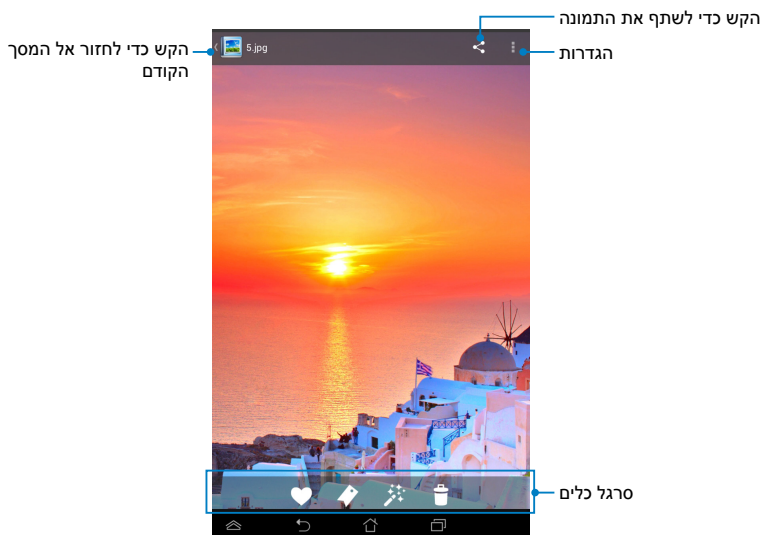 הקש כדי לשתף את התמונה
הגדרות
5.jpg
הקש כדי לחזור אל המסך
הקודם
סרגל כלים